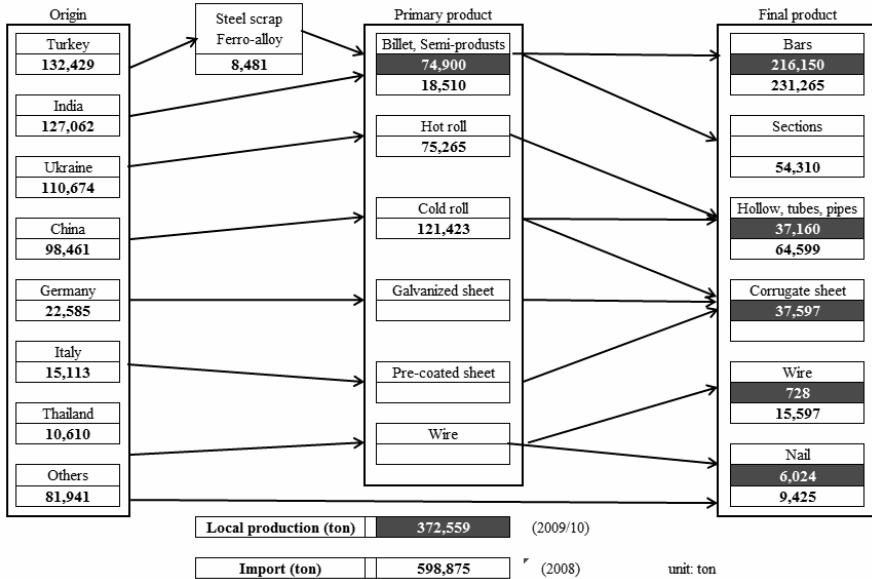 Origin
Turkey
132,429
India
127,062
Ukraine
110,674
China
98,461
Germany
22,585
Italy
15,113
Thailand
10,610
Others
81,941
Steel scrap
Ferro-alloy
8,481
Primary product
Billet, Semi-produts
74,900
18,510
Hot roll
75,265
Cold roll
121,423
Galvanized sheet
Pre-coated sheet
Wire
Final product
Bars
216,150
231,265
Sections
54,310
Hollow, tubes, pipes
37,160
64,599
Corrugate sheet
37,597
Wire
728
15,597
Nail
6,024
9,425
Local production (ton) 372,559 (2009/10)
Import (ton) 598,875 (2008) unit: ton